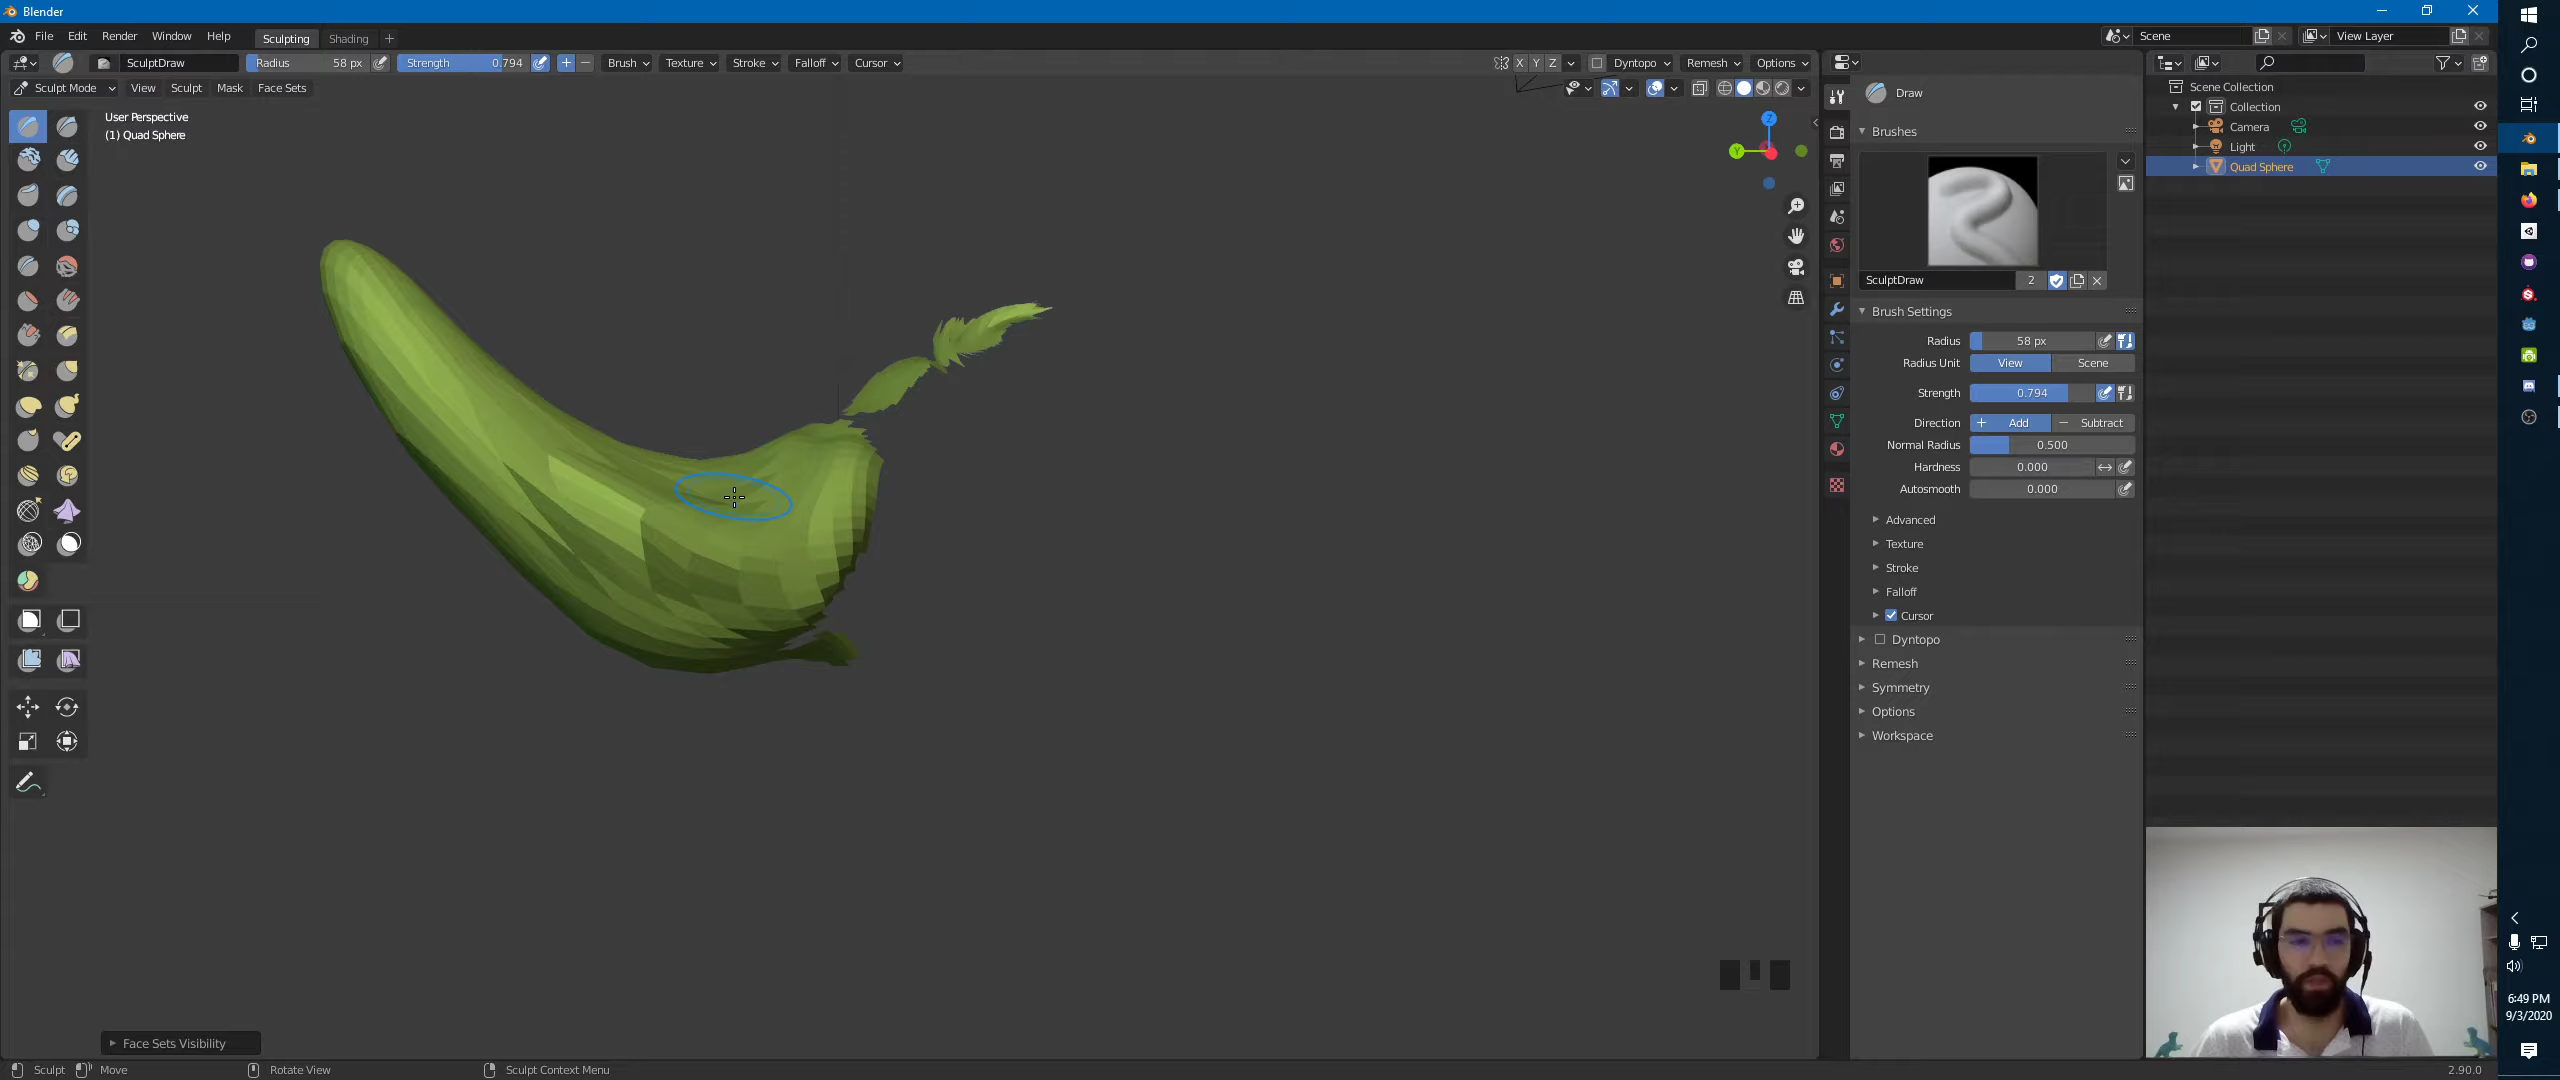 Blender
File Edit Render Window Help Sculpting Shading + Scene View Layer
SculptDraw Radius 58 px Strength 0.794 + − Brush Texture Stroke Falloff Cursor X Y Z Dyntopo Remesh Options
Sculpt Mode View Sculpt Mask Face Sets
User Perspective
(1) Quad Sphere
Z
Y
Draw
Brushes
SculptDraw 2
Brush Settings
Radius 58 px
Radius Unit View Scene
Strength 0.794
Direction + Add − Subtract
Normal Radius 0.500
Hardness 0.000
Autosmooth 0.000
Advanced
Texture
Stroke
Falloff
Cursor
Dyntopo
Remesh
Symmetry
Options
Workspace
Scene Collection
Collection
Camera
Light
Quad Sphere
Face Sets Visibility
Sculpt Move Rotate View Sculpt Context Menu 2.90.0
6:49 PM
9/3/2020